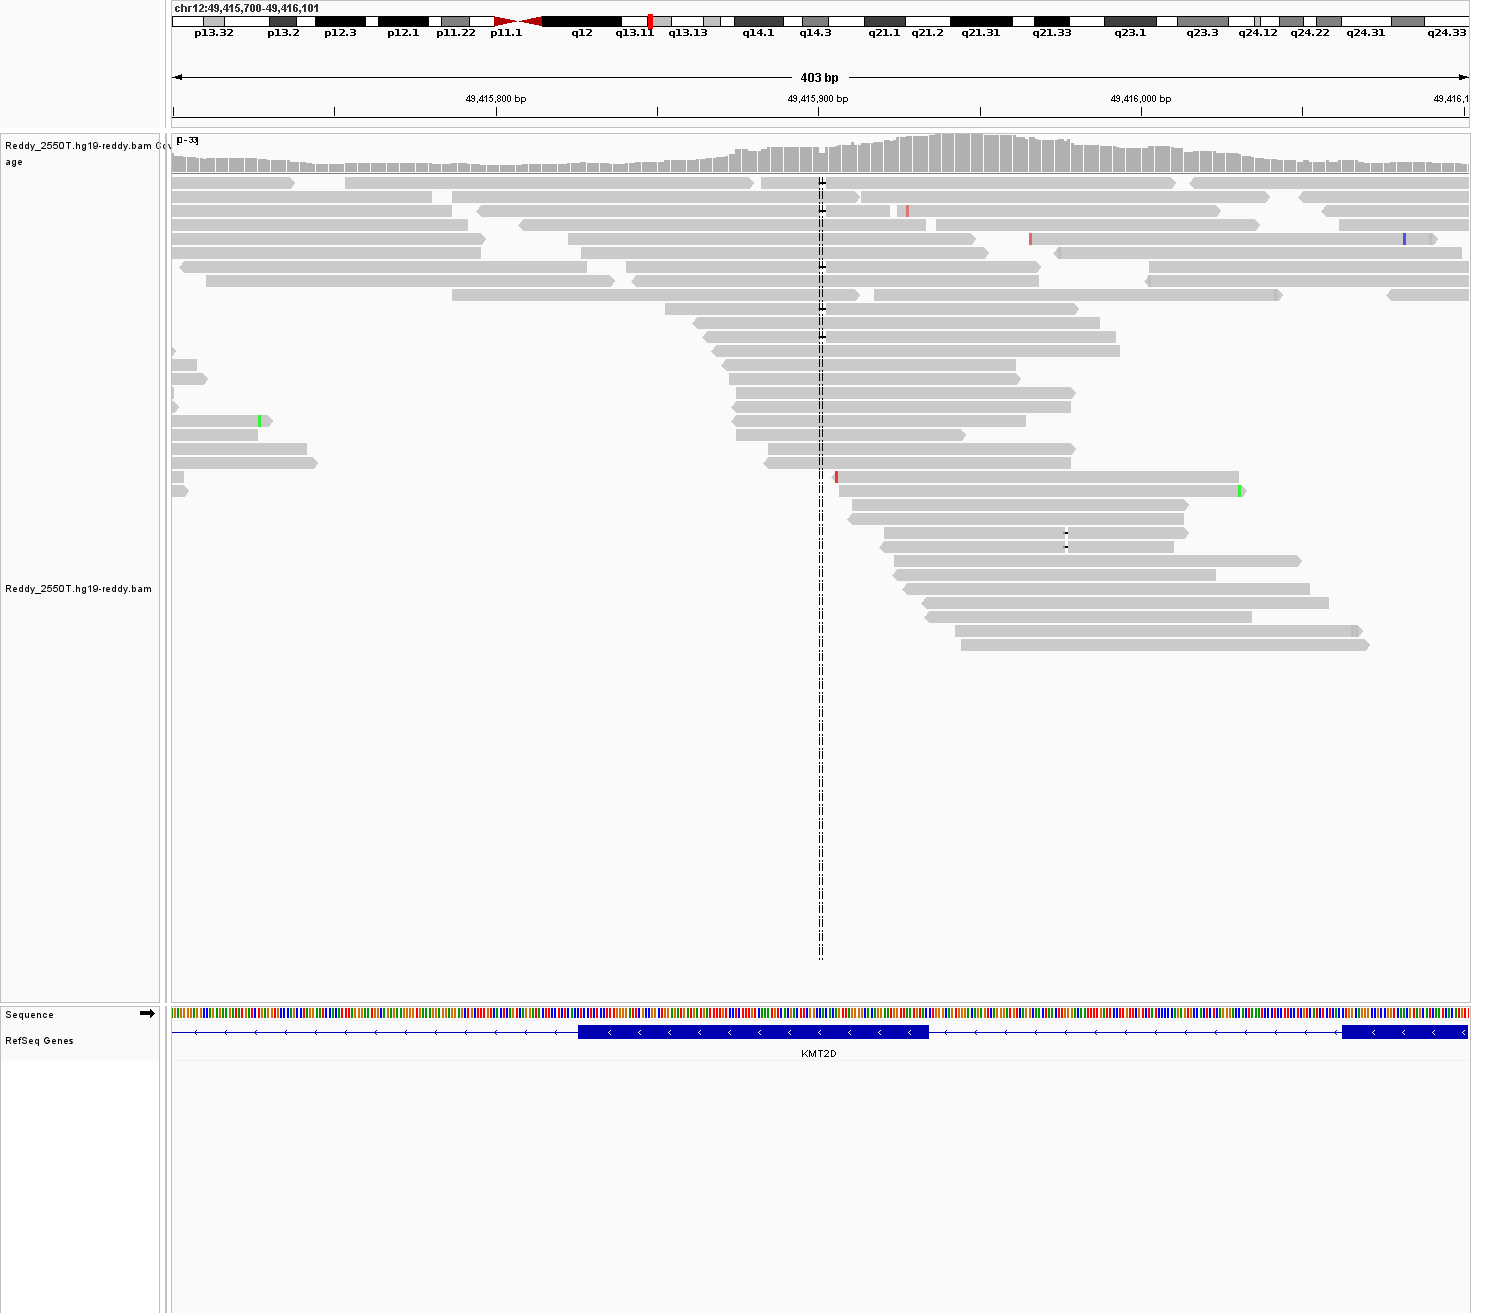 chr12:49,415,700-49,416,101
p13.32 p13.2 p12.3 p12.1 p11.22 p11.1 q12 q13.11 q13.13 q14.1 q14.3 q21.1 q21.2 q21.31 q21.33 q23.1 q23.3 q24.12 q24.22 q24.31 q24.33
403 bp
49,415,800 bp 49,415,900 bp 49,416,000 bp 49,416,1
[0-33]
Reddy_2550T.hg19-reddy.bam Cov
age
Reddy_2550T.hg19-reddy.bam
Sequence
RefSeq Genes
KMT2D